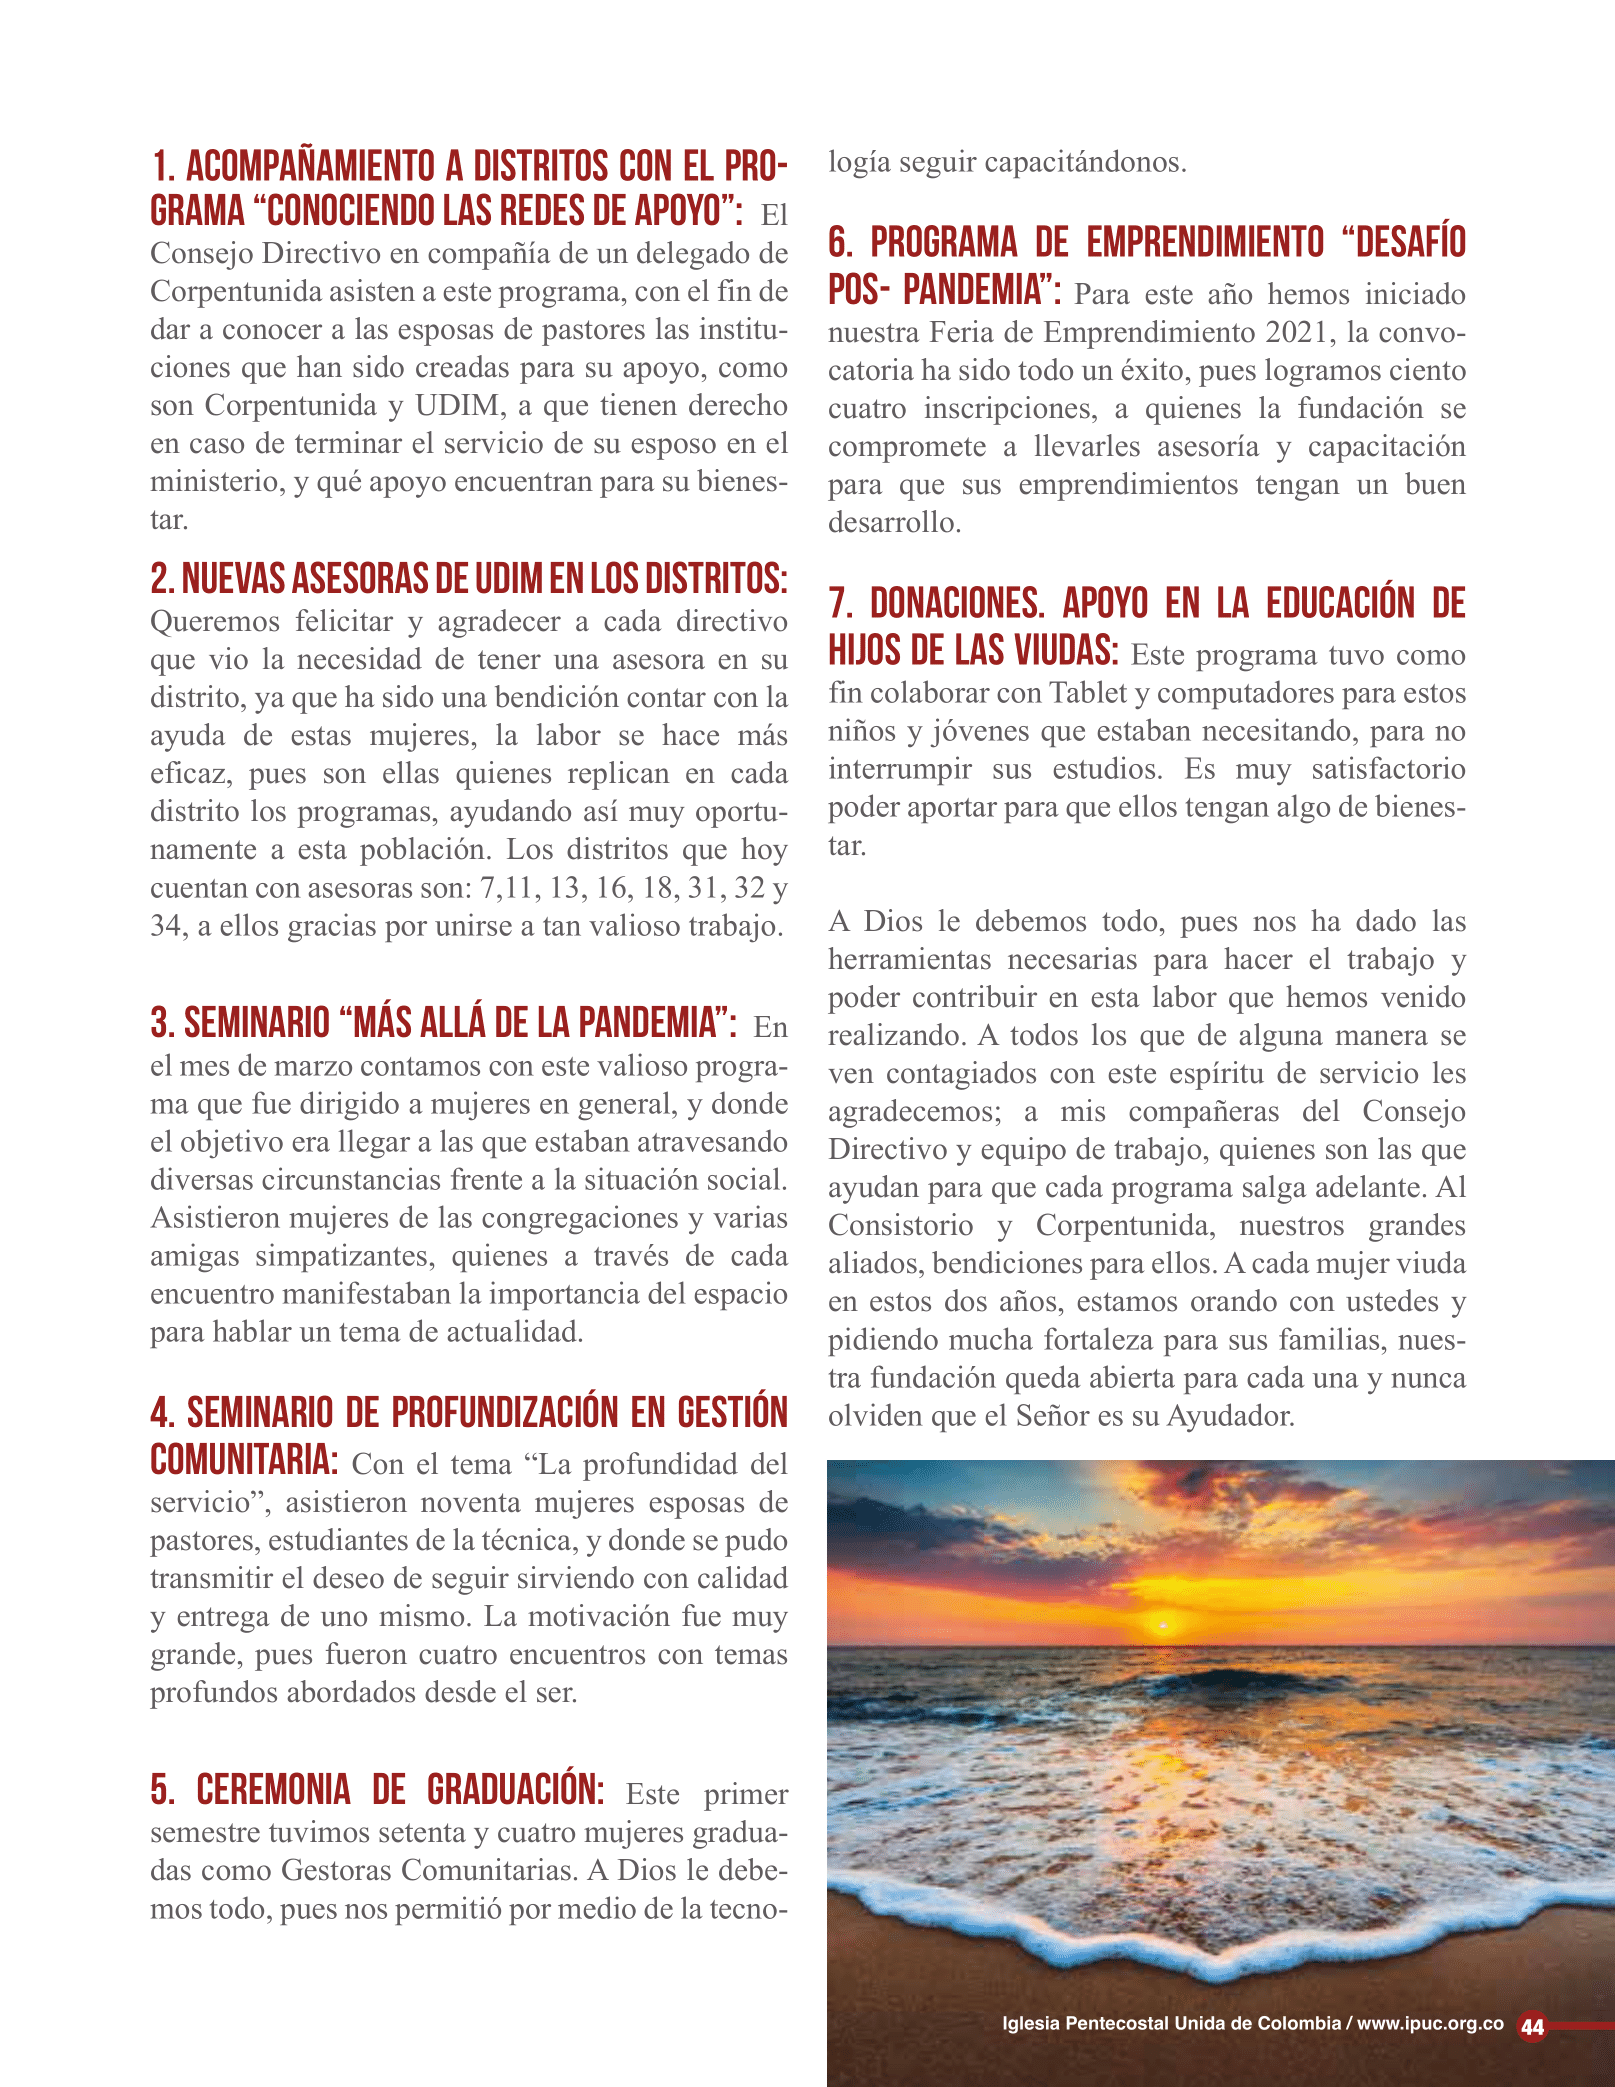 1. ACOMPAÑAMIENTO A DISTRITOS CON EL PRO-
GRAMA “CONOCIENDO LAS REDES DE APOYO”: El
Consejo Directivo en compañía de un delegado de
Corpentunida asisten a este programa, con el fin de
dar a conocer a las esposas de pastores las institu-
ciones que han sido creadas para su apoyo, como
son Corpentunida y UDIM, a que tienen derecho
en caso de terminar el servicio de su esposo en el
ministerio, y qué apoyo encuentran para su bienes-
tar.
2. NUEVAS ASESORAS DE UDIM EN LOS DISTRITOS:
Queremos felicitar y agradecer a cada directivo
que vio la necesidad de tener una asesora en su
distrito, ya que ha sido una bendición contar con la
ayuda de estas mujeres, la labor se hace más
eficaz, pues son ellas quienes replican en cada
distrito los programas, ayudando así muy oportu-
namente a esta población. Los distritos que hoy
cuentan con asesoras son: 7,11, 13, 16, 18, 31, 32 y
34, a ellos gracias por unirse a tan valioso trabajo.
3. SEMINARIO “MÁS ALLÁ DE LA PANDEMIA”: En
el mes de marzo contamos con este valioso progra-
ma que fue dirigido a mujeres en general, y donde
el objetivo era llegar a las que estaban atravesando
diversas circunstancias frente a la situación social.
Asistieron mujeres de las congregaciones y varias
amigas simpatizantes, quienes a través de cada
encuentro manifestaban la importancia del espacio
para hablar un tema de actualidad.
4. SEMINARIO DE PROFUNDIZACIÓN EN GESTIÓN
COMUNITARIA: Con el tema “La profundidad del
servicio”, asistieron noventa mujeres esposas de
pastores, estudiantes de la técnica, y donde se pudo
transmitir el deseo de seguir sirviendo con calidad
y entrega de uno mismo. La motivación fue muy
grande, pues fueron cuatro encuentros con temas
profundos abordados desde el ser.
5. CEREMONIA DE GRADUACIÓN: Este primer
semestre tuvimos setenta y cuatro mujeres gradua-
das como Gestoras Comunitarias. A Dios le debe-
mos todo, pues nos permitió por medio de la tecno-
logía seguir capacitándonos.
6. PROGRAMA DE EMPRENDIMIENTO “DESAFÍO
POS- PANDEMIA”: Para este año hemos iniciado
nuestra Feria de Emprendimiento 2021, la convo-
catoria ha sido todo un éxito, pues logramos ciento
cuatro inscripciones, a quienes la fundación se
compromete a llevarles asesoría y capacitación
para que sus emprendimientos tengan un buen
desarrollo.
7. DONACIONES. APOYO EN LA EDUCACIÓN DE
HIJOS DE LAS VIUDAS: Este programa tuvo como
fin colaborar con Tablet y computadores para estos
niños y jóvenes que estaban necesitando, para no
interrumpir sus estudios. Es muy satisfactorio
poder aportar para que ellos tengan algo de bienes-
tar.
A Dios le debemos todo, pues nos ha dado las
herramientas necesarias para hacer el trabajo y
poder contribuir en esta labor que hemos venido
realizando. A todos los que de alguna manera se
ven contagiados con este espíritu de servicio les
agradecemos; a mis compañeras del Consejo
Directivo y equipo de trabajo, quienes son las que
ayudan para que cada programa salga adelante. Al
Consistorio y Corpentunida, nuestros grandes
aliados, bendiciones para ellos. A cada mujer viuda
en estos dos años, estamos orando con ustedes y
pidiendo mucha fortaleza para sus familias, nues-
tra fundación queda abierta para cada una y nunca
olviden que el Señor es su Ayudador.
Iglesia Pentecostal Unida de Colombia / www.ipuc.org.co 44